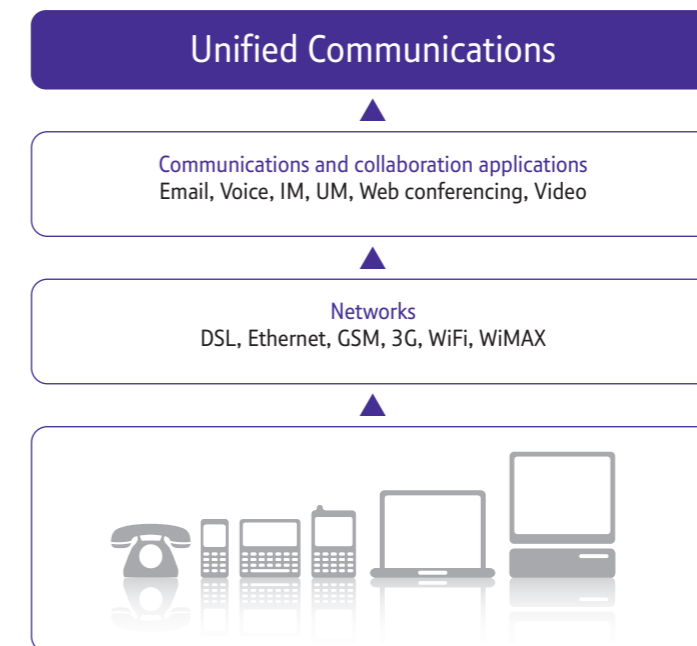 Unified Communications
Communications and collaboration applications
Email, Voice, IM, UM, Web conferencing, Video
Networks
DSL, Ethernet, GSM, 3G, WiFi, WiMAX